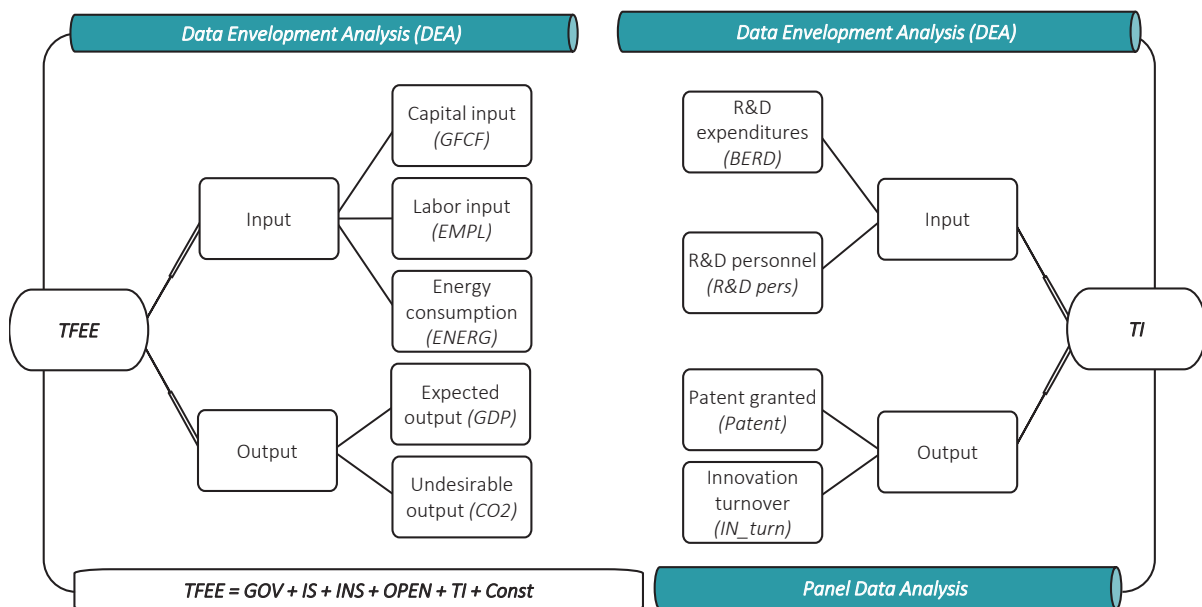 Data Envelopment Analysis (DEA)
Data Envelopment Analysis (DEA)
Capital input
(GFCF)
Labor input
(EMPL)
Energy
consumption
(ENERG)
Input
TFEE
Output
Expected
output (GDP)
Undesirable
output (CO2)
R&D
expenditures
(BERD)
R&D personnel
(R&D pers)
Input
TI
Patent granted
(Patent)
Innovation
turnover
(IN_turn)
Output
TFEE = GOV + IS + INS + OPEN + TI + Const
Panel Data Analysis